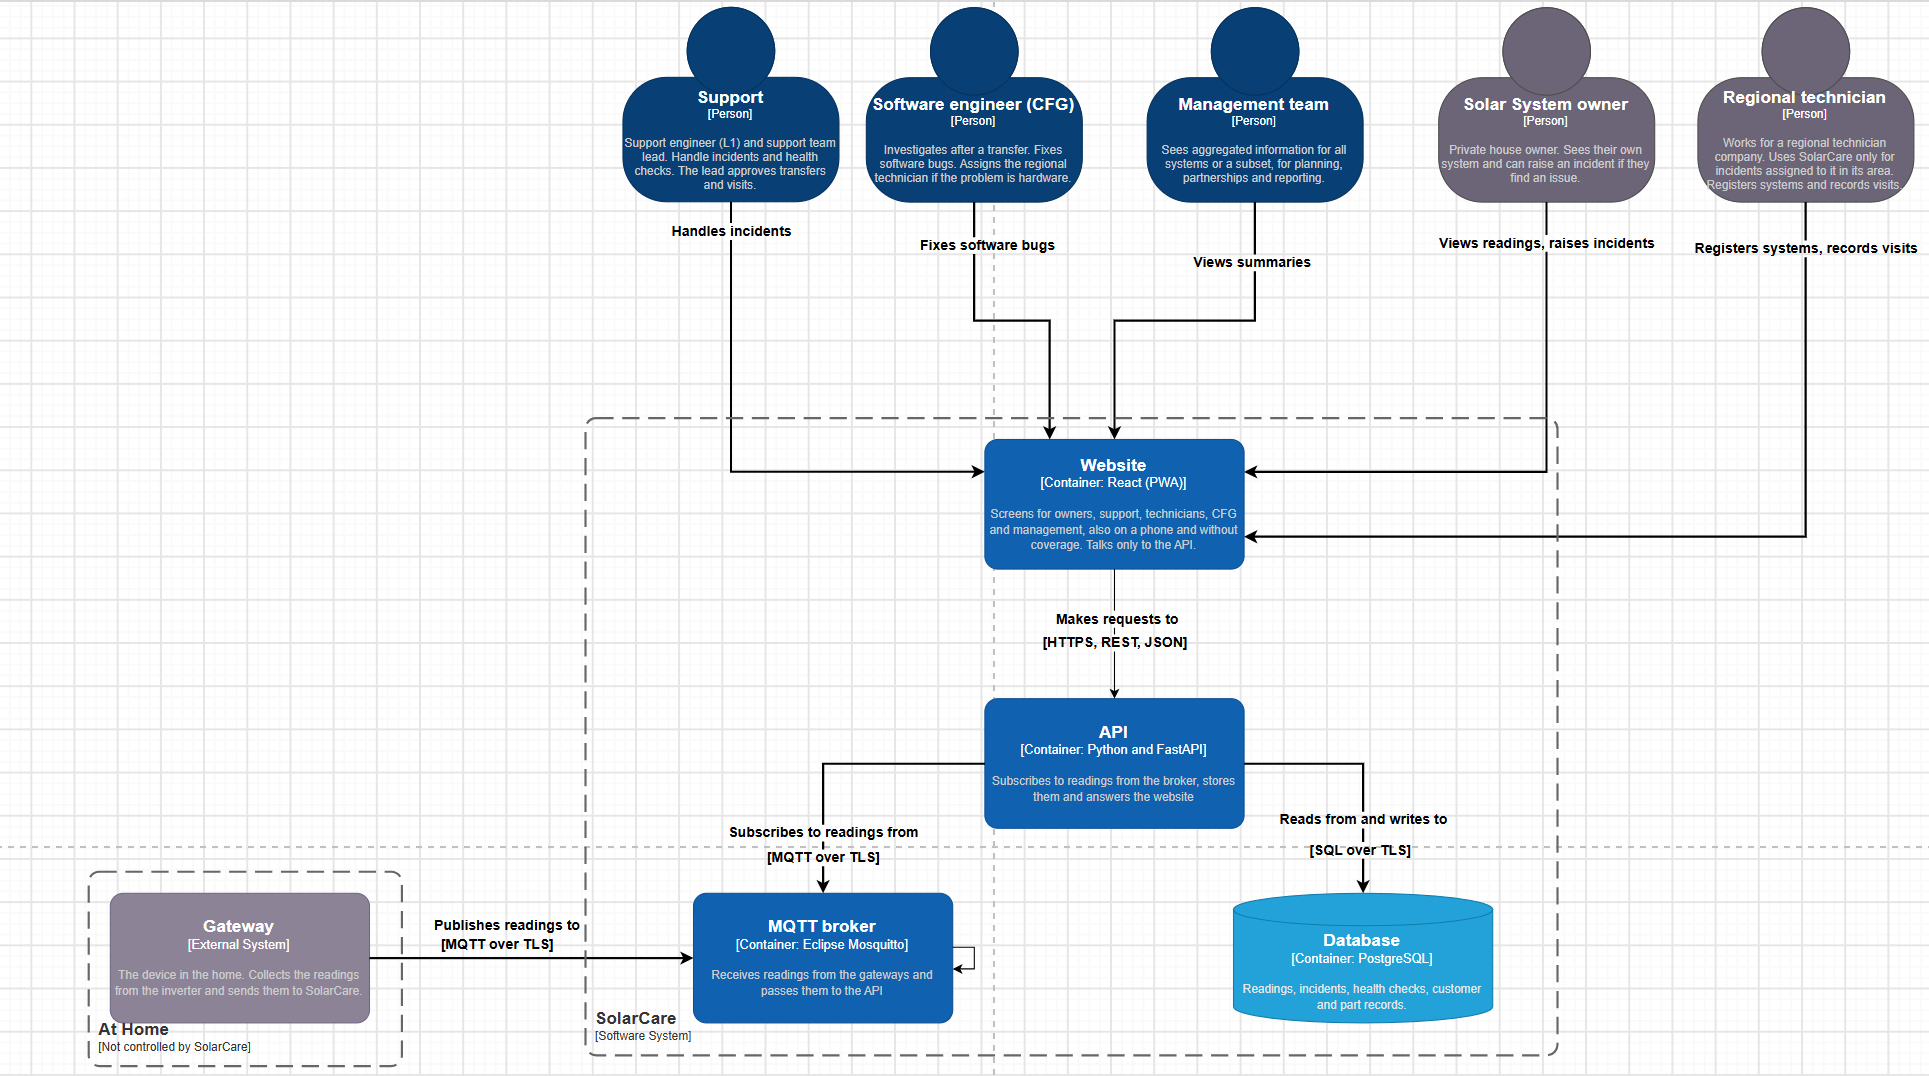 Support
[Person]
Support engineer (L1) and support team
lead. Handle incidents and health
checks. The lead approves transfers
and visits.
Software engineer (CFG)
[Person]
Investigates after a transfer. Fixes
software bugs. Assigns the regional
technician if the problem is hardware.
Management team
[Person]
Sees aggregated information for all
systems or a subset, for planning,
partnerships and reporting.
Solar System owner
[Person]
Private house owner. Sees their own
system and can raise an incident if they
find an issue.
Regional technician
[Person]
Works for a regional technician
company. Uses SolarCare only for
incidents assigned to it in its area.
Registers systems and records visits.
Handles incidents
Fixes software bugs
Views summaries
Views readings, raises incidents
Registers systems, records visits
Website
[Container: React (PWA)]
Screens for owners, support, technicians, CFG
and management, also on a phone and without
coverage. Talks only to the API.
Makes requests to
[HTTPS, REST, JSON]
API
[Container: Python and FastAPI]
Subscribes to readings from the broker, stores
them and answers the website
Subscribes to readings from
[MQTT over TLS]
Reads from and writes to
[SQL over TLS]
Gateway
[External System]
The device in the home. Collects the readings
from the inverter and sends them to SolarCare.
At Home
[Not controlled by SolarCare]
Publishes readings to
[MQTT over TLS]
MQTT broker
[Container: Eclipse Mosquitto]
Receives readings from the gateways and
passes them to the API
Database
[Container: PostgreSQL]
Readings, incidents, health checks, customer
and part records.
SolarCare
[Software System]